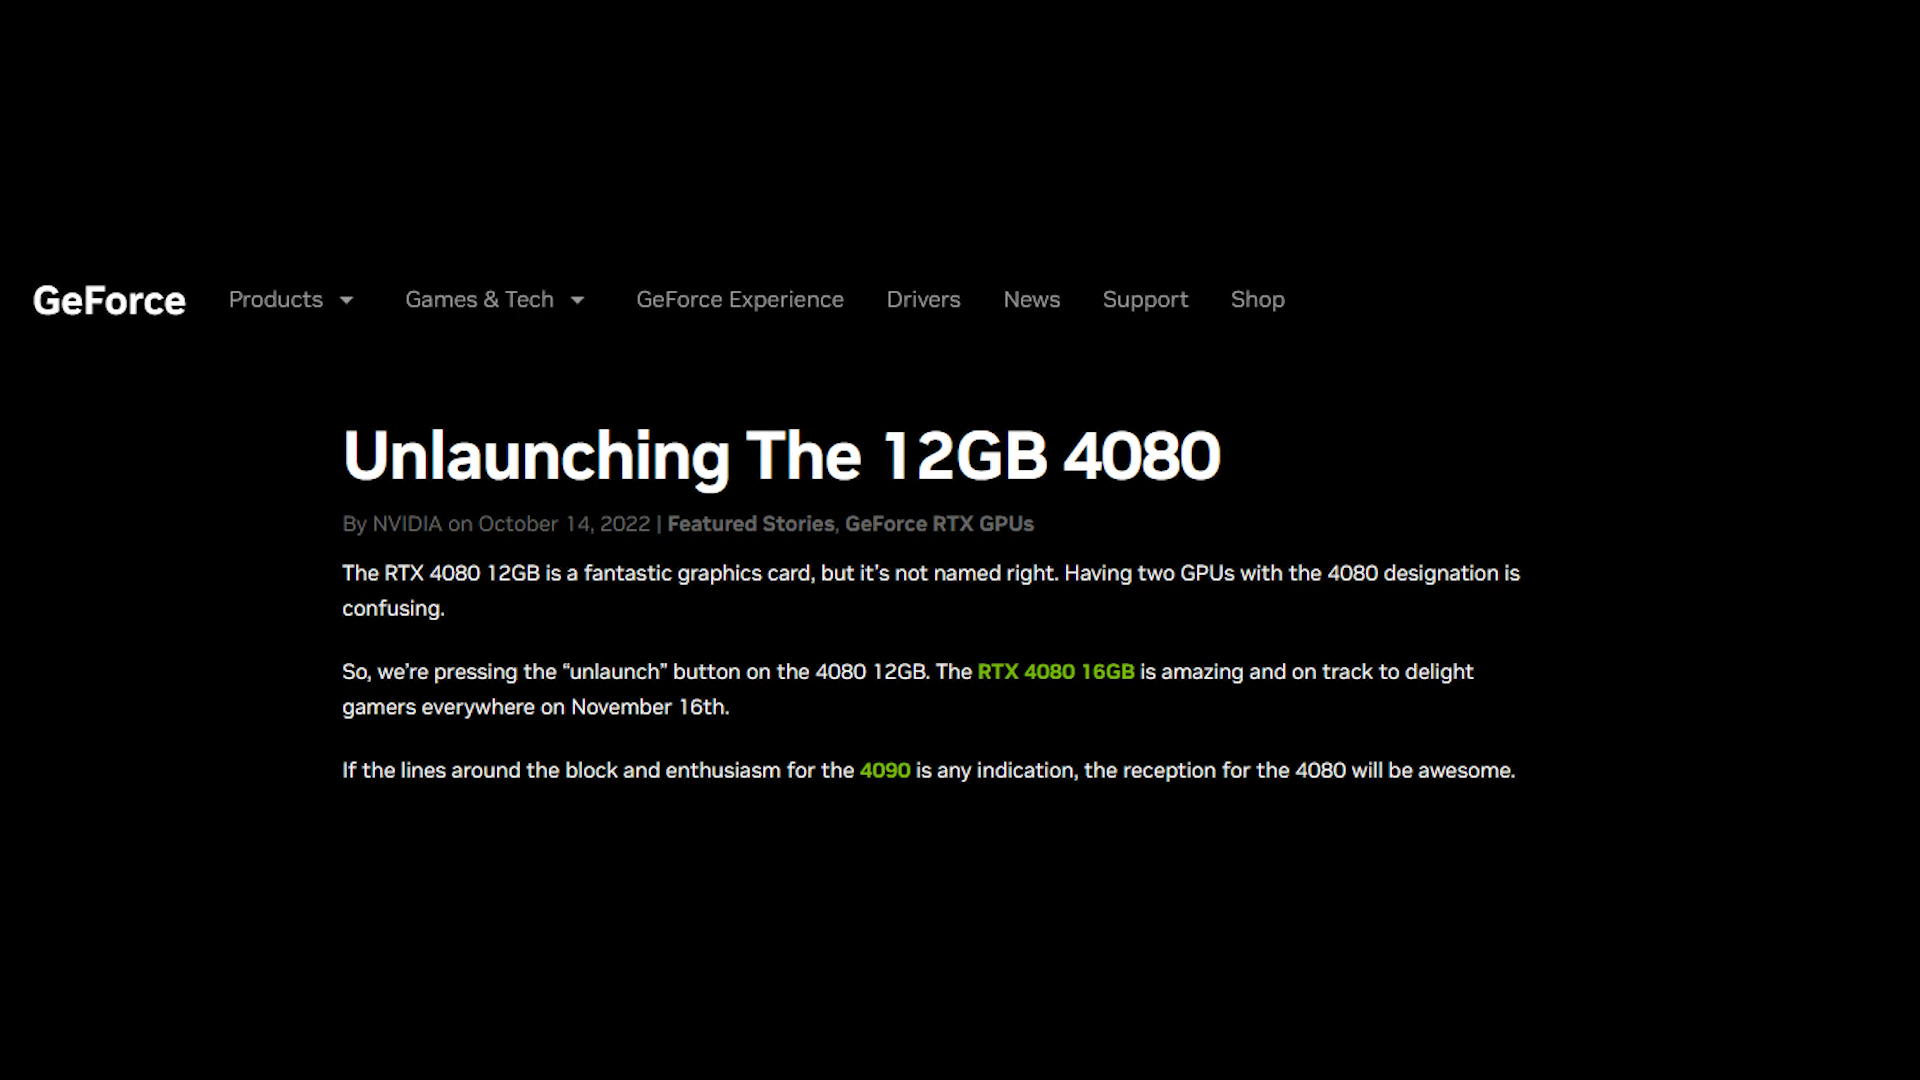 GeForce Products Games & Tech GeForce Experience Drivers News Support Shop
Unlaunching The 12GB 4080
By NVIDIA on October 14, 2022 | Featured Stories, GeForce RTX GPUs
The RTX 4080 12GB is a fantastic graphics card, but it’s not named right. Having two GPUs with the 4080 designation is
confusing.
So, we’re pressing the “unlaunch” button on the 4080 12GB. The RTX 4080 16GB is amazing and on track to delight
gamers everywhere on November 16th.
If the lines around the block and enthusiasm for the 4090 is any indication, the reception for the 4080 will be awesome.